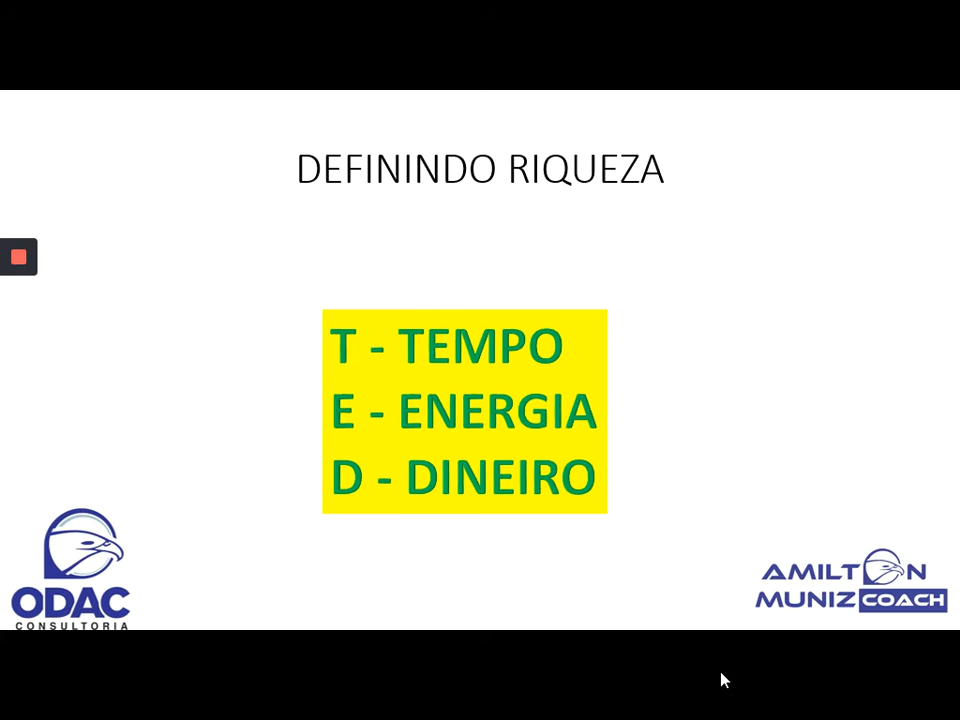 DEFININDO RIQUEZA
T - TEMPO
E - ENERGIA
D - DINEIRO
ODAC
CONSULTORIA
AMILTON
MUNIZ COACH